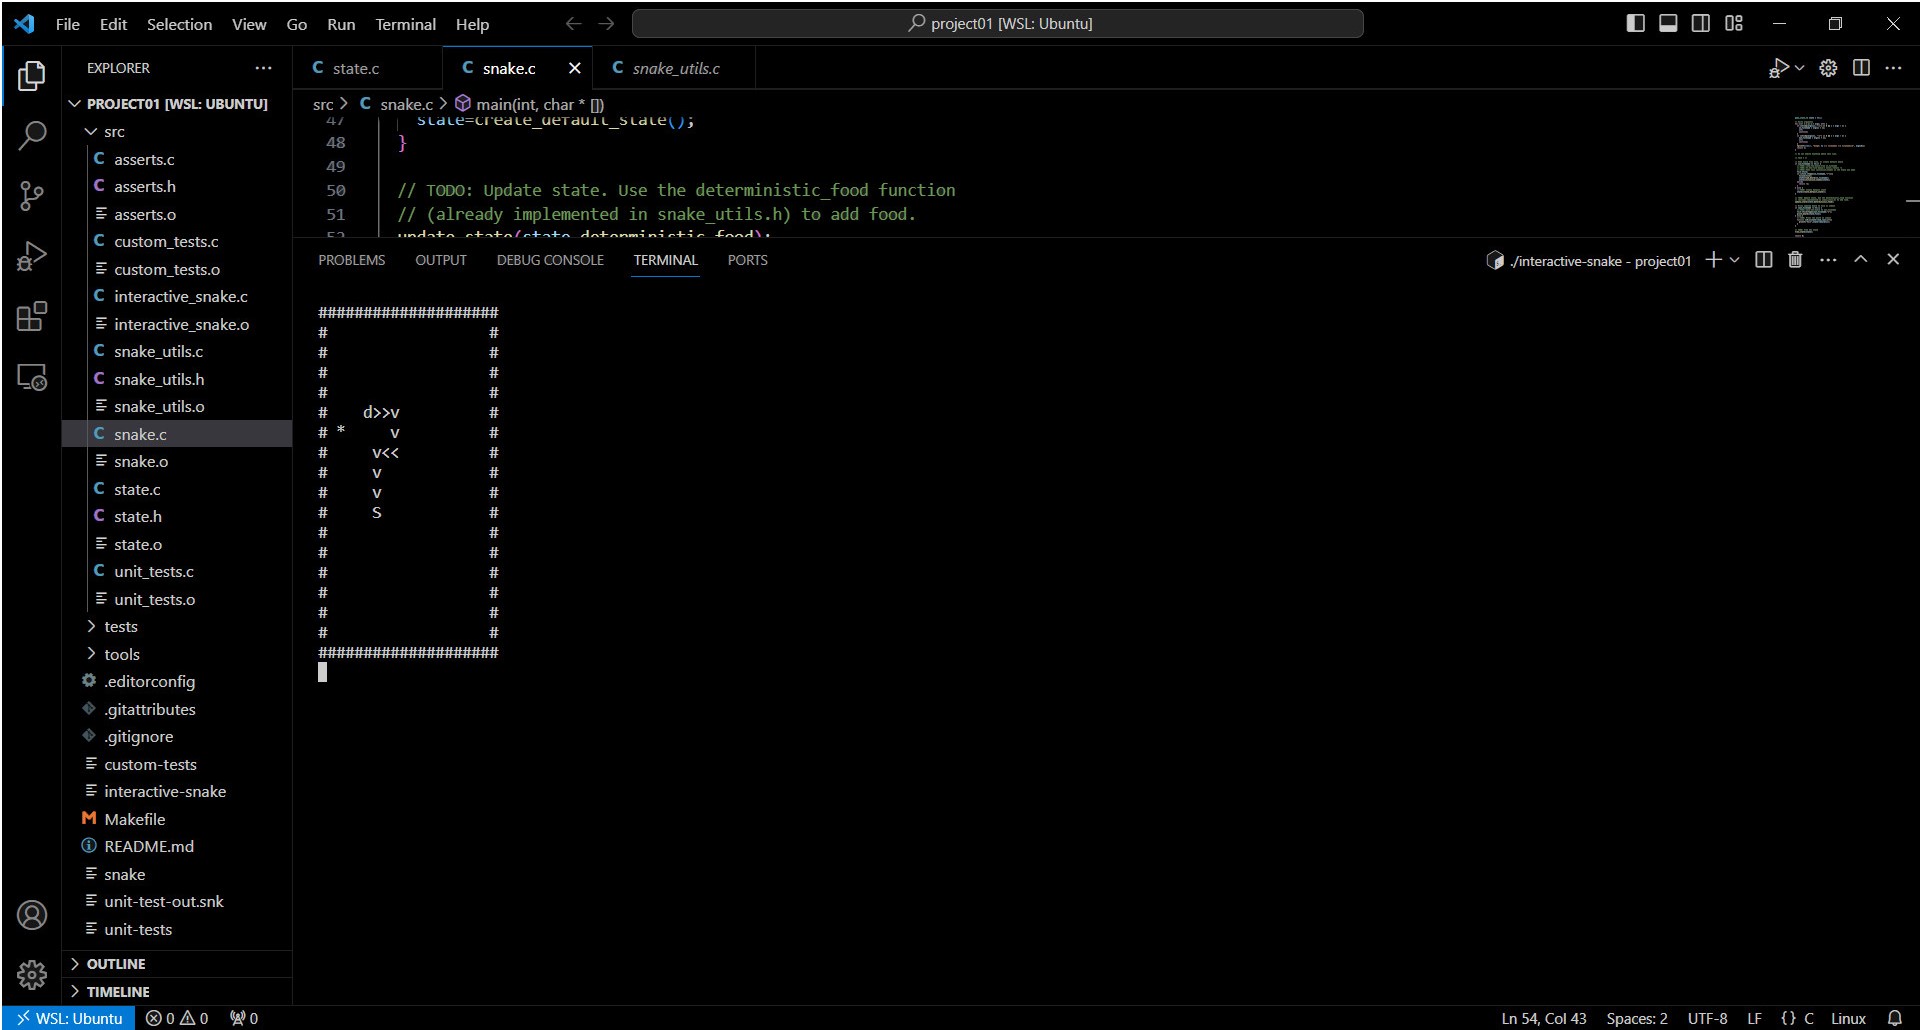 File Edit Selection View Go Run Terminal Help
project01 [WSL: Ubuntu]
EXPLORER
PROJECT01 [WSL: UBUNTU]
src
asserts.c
asserts.h
asserts.o
custom_tests.c
custom_tests.o
interactive_snake.c
interactive_snake.o
snake_utils.c
snake_utils.h
snake_utils.o
snake.c
snake.o
state.c
state.h
state.o
unit_tests.c
unit_tests.o
tests
tools
.editorconfig
.gitattributes
.gitignore
custom-tests
interactive-snake
Makefile
README.md
snake
unit-test-out.snk
unit-tests
OUTLINE
TIMELINE
C state.c C snake.c C snake_utils.c
src > C snake.c > main(int, char * [])
47 state=create_default_state();
48 }
49
50 // TODO: Update state. Use the deterministic_food function
51 // (already implemented in snake_utils.h) to add food.
52 update_state(state,deterministic_food);
PROBLEMS OUTPUT DEBUG CONSOLE TERMINAL PORTS
./interactive-snake - project01
####################
#                  #
#                  #
#                  #
#                  #
#    d>>v          #
# *     v          #
#     v<<          #
#     v            #
#     v            #
#     S            #
#                  #
#                  #
#                  #
#                  #
#                  #
#                  #
####################
WSL: Ubuntu 0 0 0
Ln 54, Col 43 Spaces: 2 UTF-8 LF {} C Linux